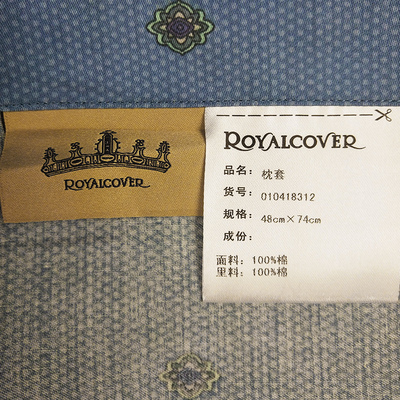 ROYALCOVER
ROYALCOVER
品名：枕套
货号：010418312
规格：48cm×74cm
成份：
面料：100%棉
里料：100%棉